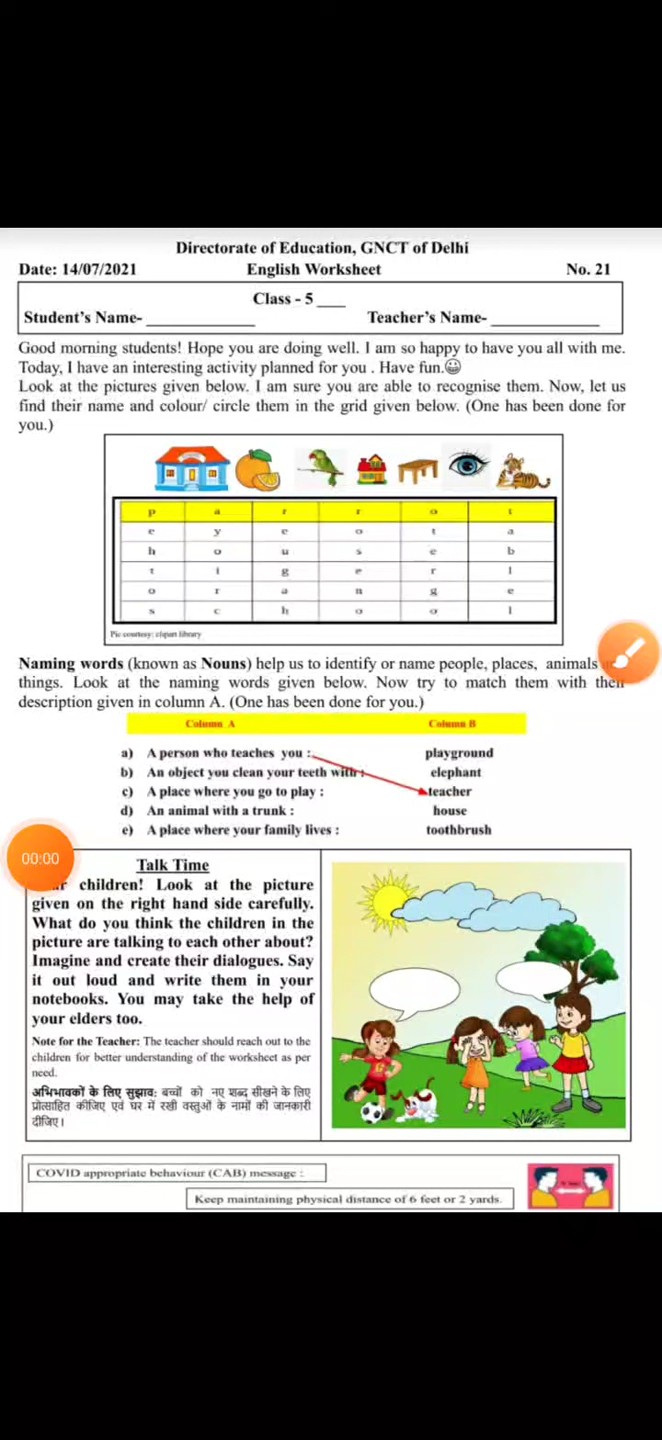 Directorate of Education, GNCT of Delhi
Date: 14/07/2021 English Worksheet No. 21
Class - 5 ____
Student's Name- ____________ Teacher's Name- ____________
Good morning students! Hope you are doing well. I am so happy to have you all with me.
Today, I have an interesting activity planned for you . Have fun.😀
Look at the pictures given below. I am sure you are able to recognise them. Now, let us
find their name and colour/ circle them in the grid given below. (One has been done for
you.)
p a r r o t
e y e o t a
h o u s e b
t i g e r l
o r a n g e
s c h o o l
Pic courtesy: clipart library
Naming words (known as Nouns) help us to identify or name people, places, animals
things. Look at the naming words given below. Now try to match them with their
description given in column A. (One has been done for you.)
Column A Column B
a) A person who teaches you : playground
b) An object you clean your teeth with : elephant
c) A place where you go to play : teacher
d) An animal with a trunk : house
e) A place where your family lives : toothbrush
00:00
Talk Time
children! Look at the picture
given on the right hand side carefully.
What do you think the children in the
picture are talking to each other about?
Imagine and create their dialogues. Say
it out loud and write them in your
notebooks. You may take the help of
your elders too.
Note for the Teacher: The teacher should reach out to the
children for better understanding of the worksheet as per
need.
अभिभावकों के लिए सुझाव: बच्चों को नए शब्द सीखने के लिए
प्रोत्साहित कीजिए एवं घर में रखी वस्तुओं के नामों की जानकारी
दीजिए।
COVID appropriate behaviour (CAB) message :
Keep maintaining physical distance of 6 feet or 2 yards.